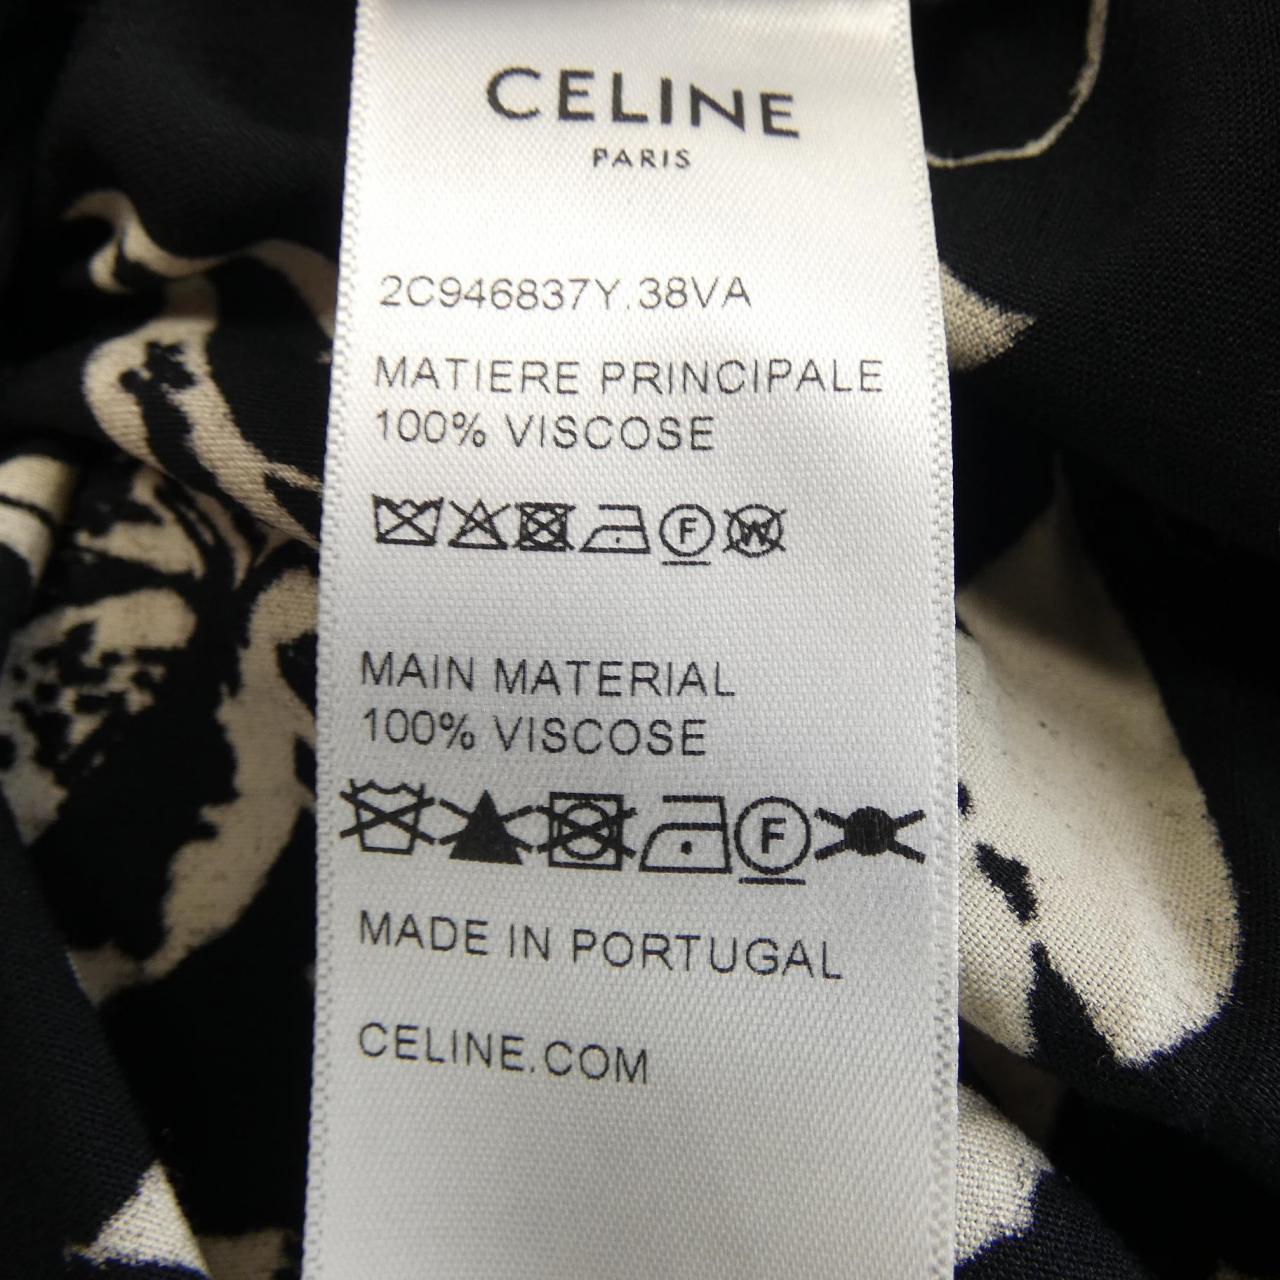 CELINE
PARIS
2C946837Y.38VA
MATIERE PRINCIPALE
100% VISCOSE
F W
MAIN MATERIAL
100% VISCOSE
F
MADE IN PORTUGAL
CELINE.COM